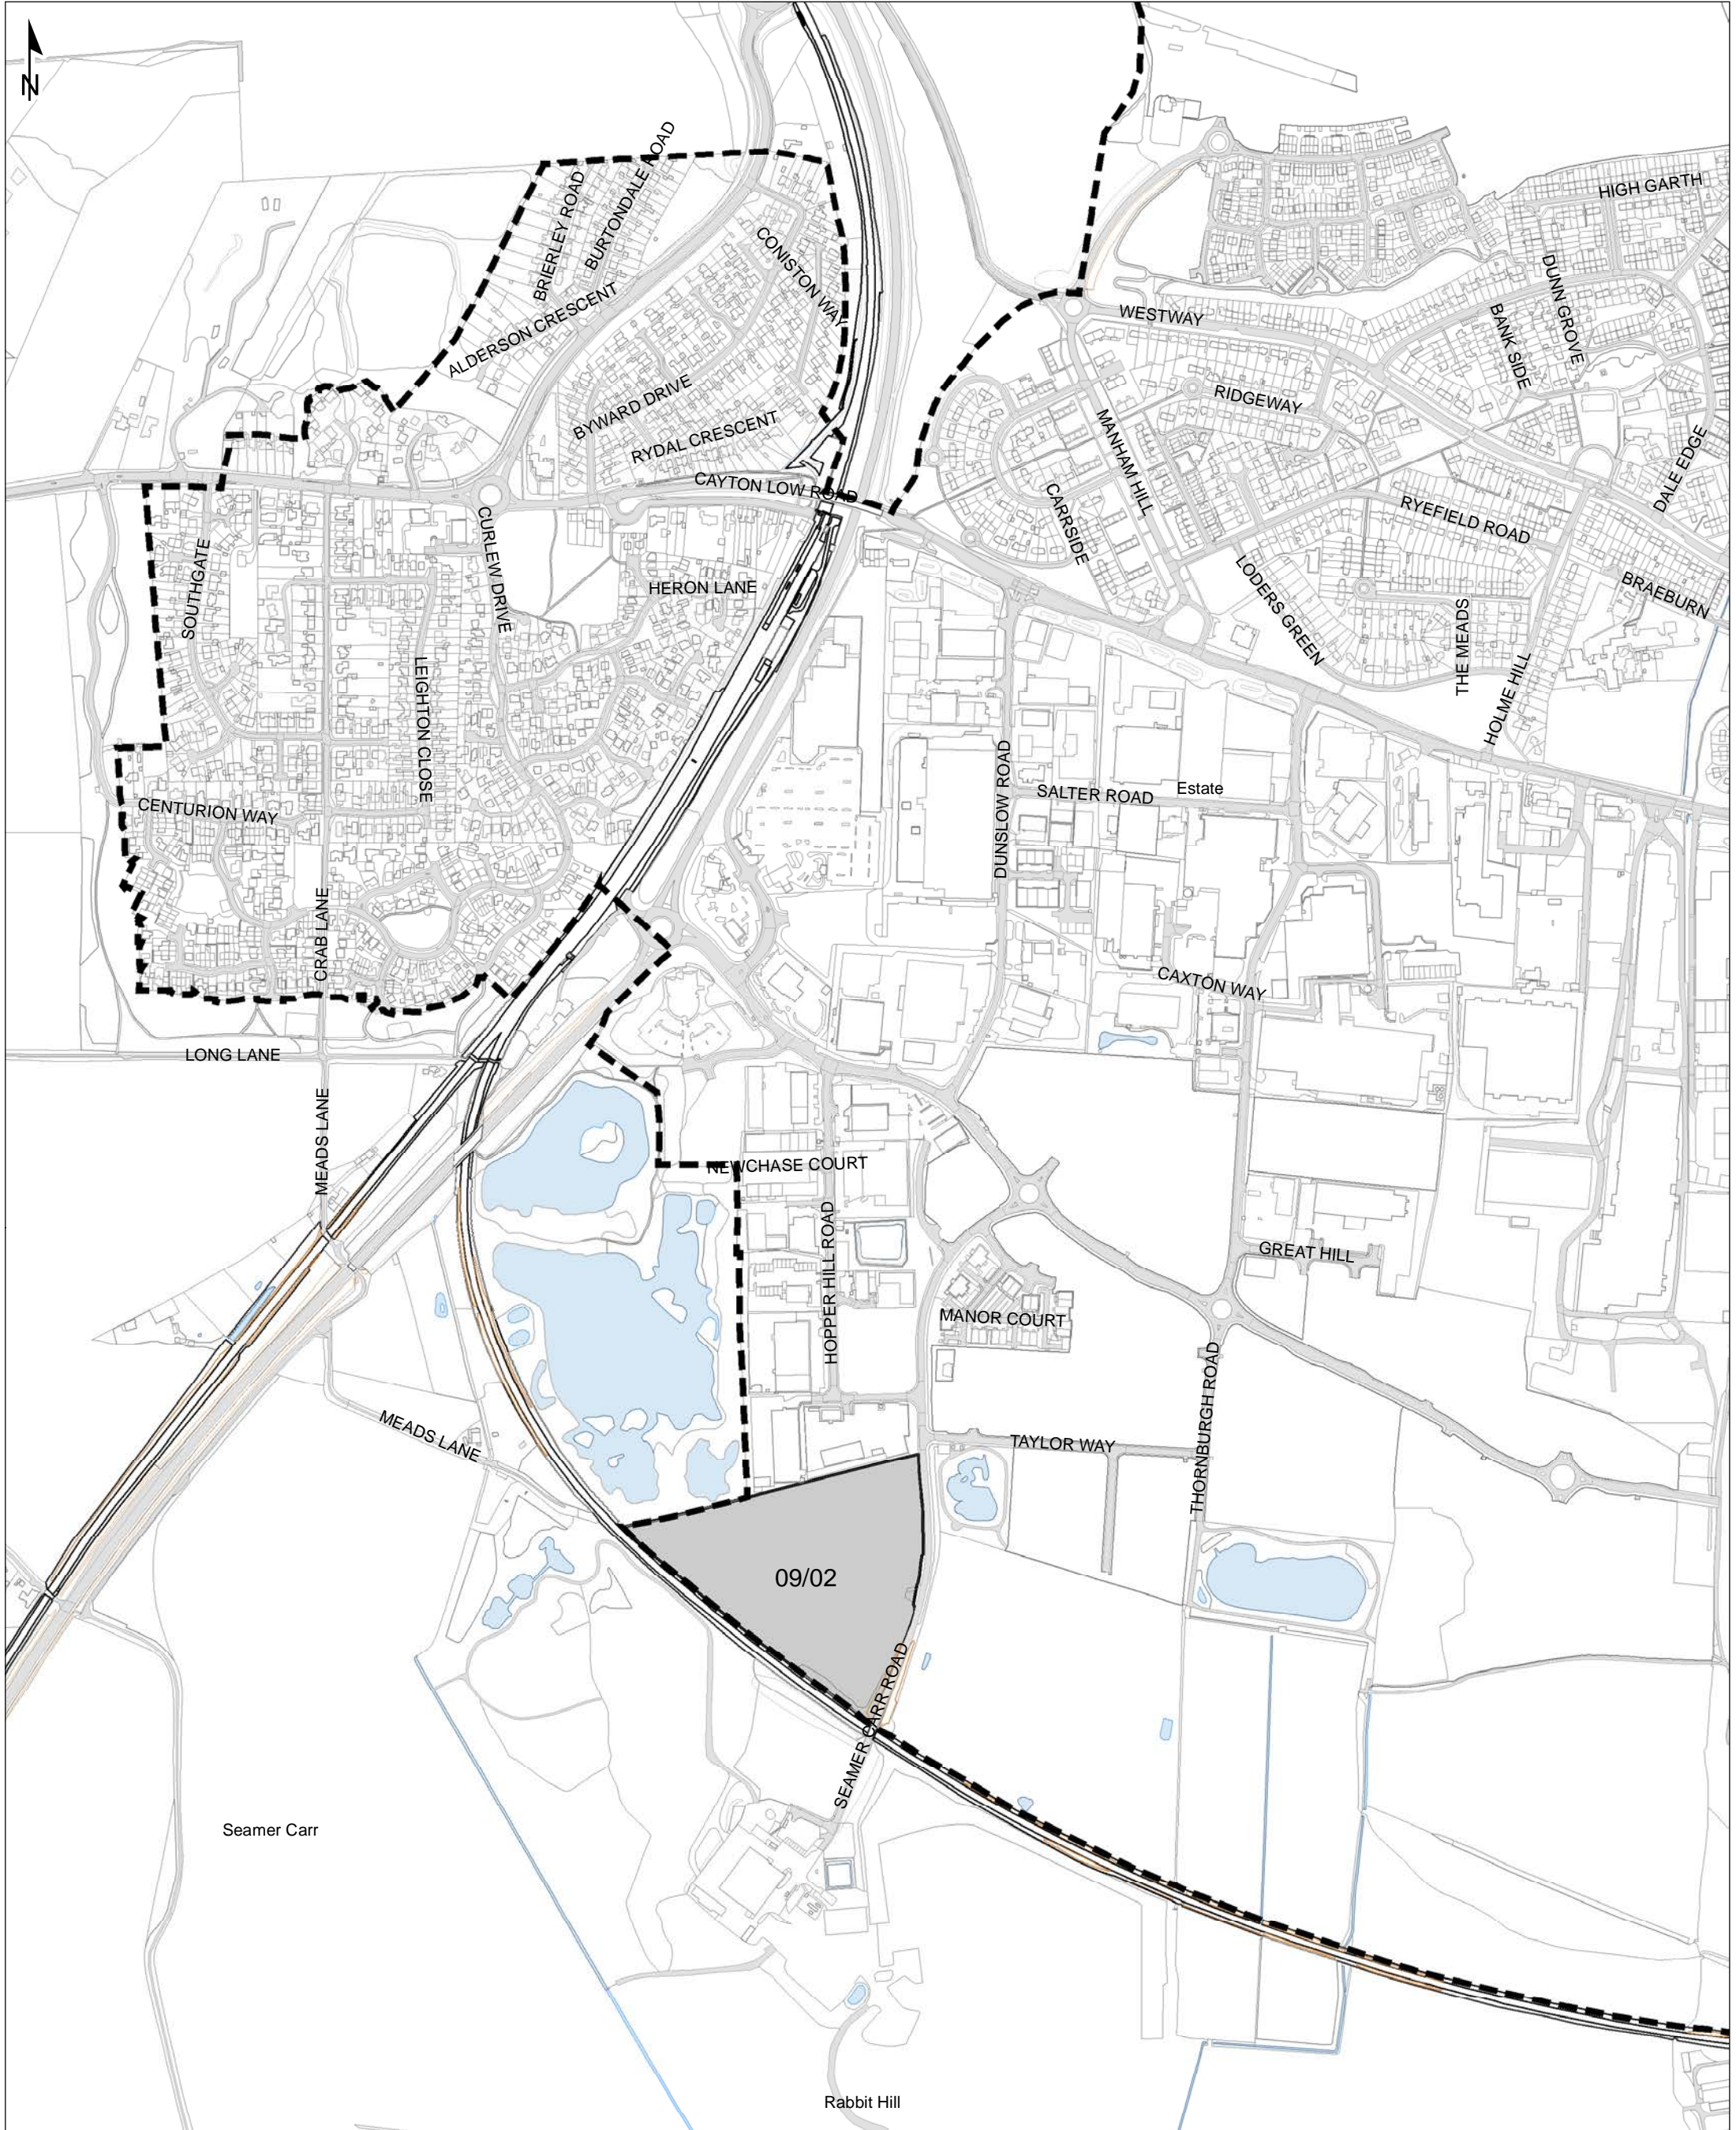 N
HIGH GARTH
BRIERLEY ROAD
BURTONDALE ROAD
CONISTON WAY
DUNN GROVE
WESTWAY
BANK SIDE
ALDERSON CRESCENT
RIDGEWAY
BYWARD DRIVE
RYDAL CRESCENT
MANHAM HILL
DALE EDGE
CAYTON LOW ROAD
CARRSIDE
RYEFIELD ROAD
CURLEW DRIVE
SOUTHGATE
HERON LANE
LODERS GREEN
BRAEBURN
THE MEADS
LEIGHTON CLOSE
HOLME HILL
DUNSLOW ROAD
SALTER ROAD
Estate
CENTURION WAY
CRAB LANE
CAXTON WAY
LONG LANE
MEADS LANE
NEWCHASE COURT
HOPPER HILL ROAD
GREAT HILL
MANOR COURT
THORNBURGH ROAD
MEADS LANE
TAYLOR WAY
09/02
SEAMER CARR ROAD
Seamer Carr
Rabbit Hill